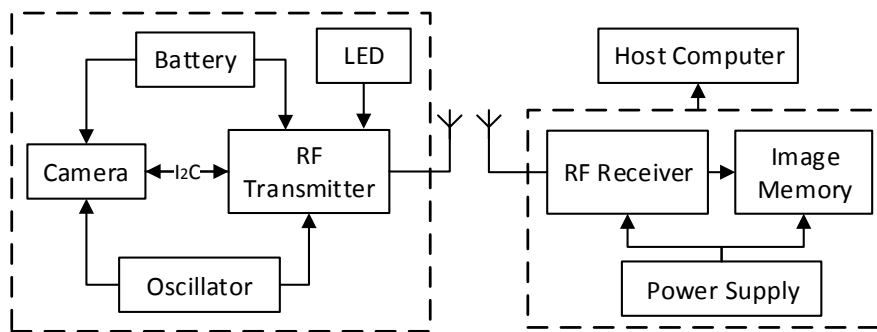 Battery
LED
Camera
I2C
RF
Transmitter
Oscillator
Host Computer
RF Receiver
Image
Memory
Power Supply